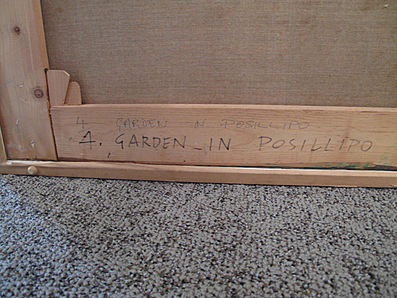 4 GARDEN IN POSILLIPO
4. GARDEN IN POSILLIPO